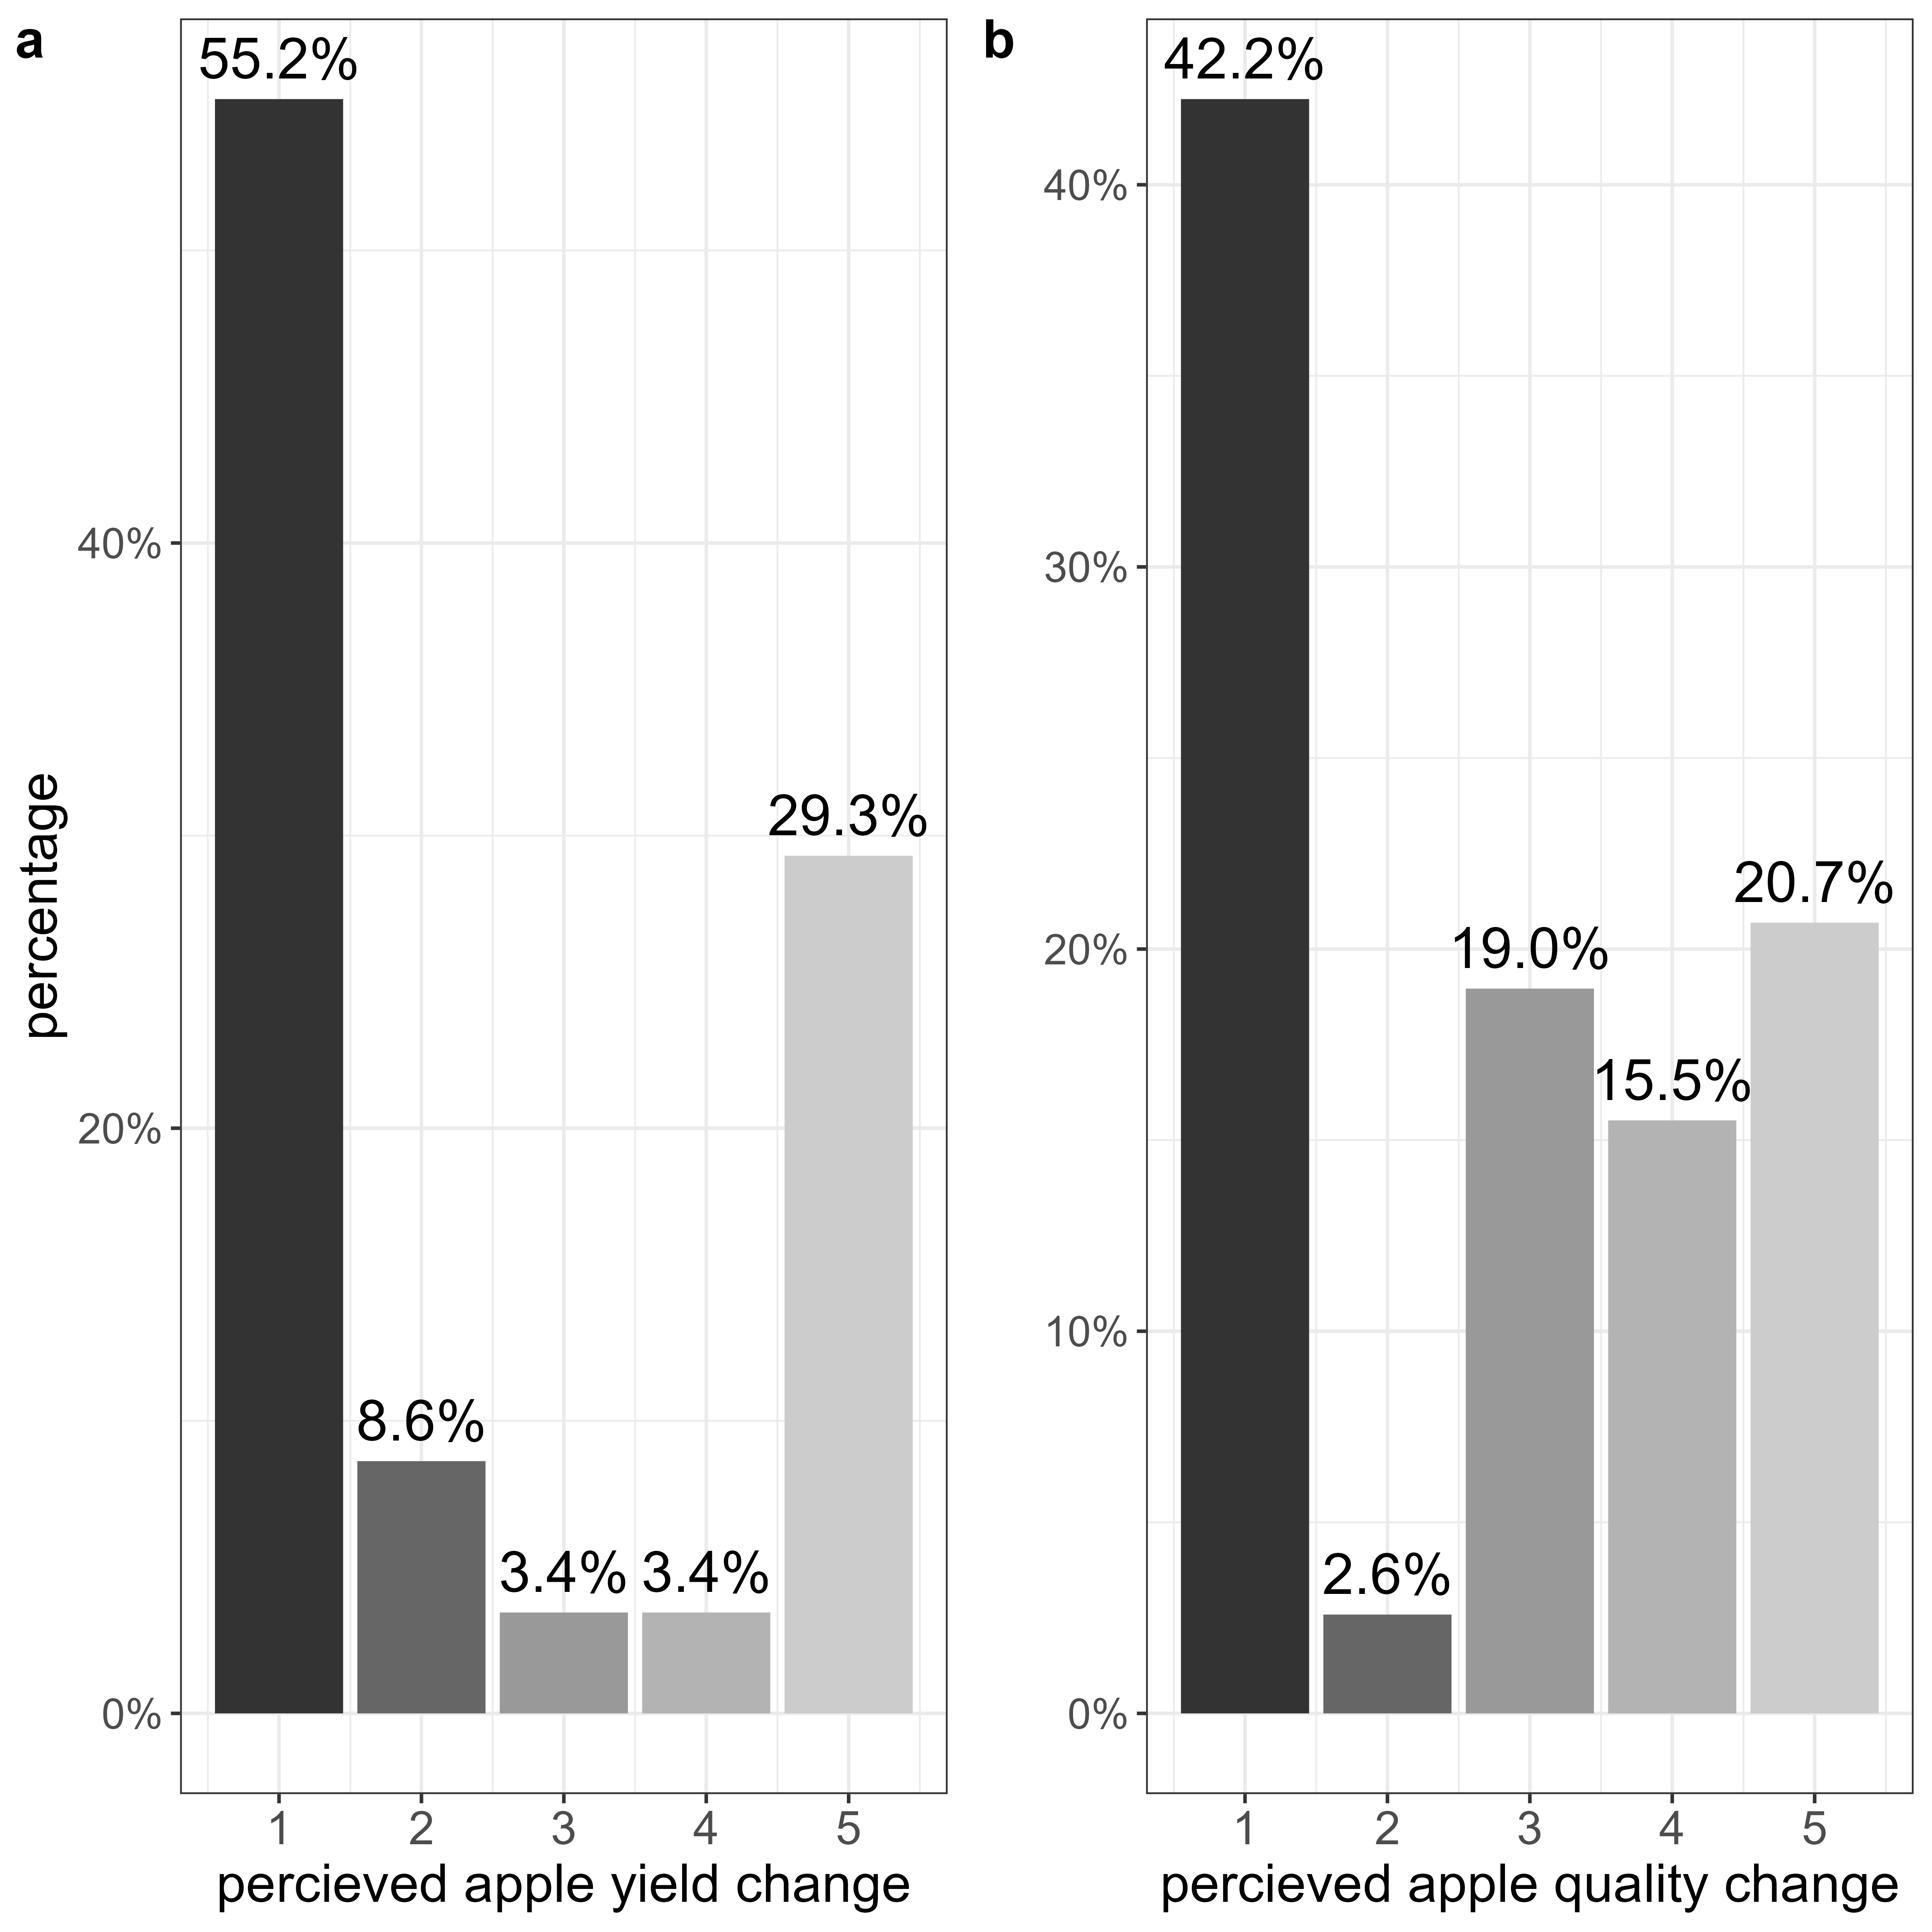 a
55.2%
40%
29.3%
20%
8.6%
3.4% 3.4%
0%
percentage
1 2 3 4 5
percieved apple yield change
b
42.2%
40%
30%
20.7%
20%
19.0%
15.5%
10%
2.6%
0%
1 2 3 4 5
percieved apple quality change